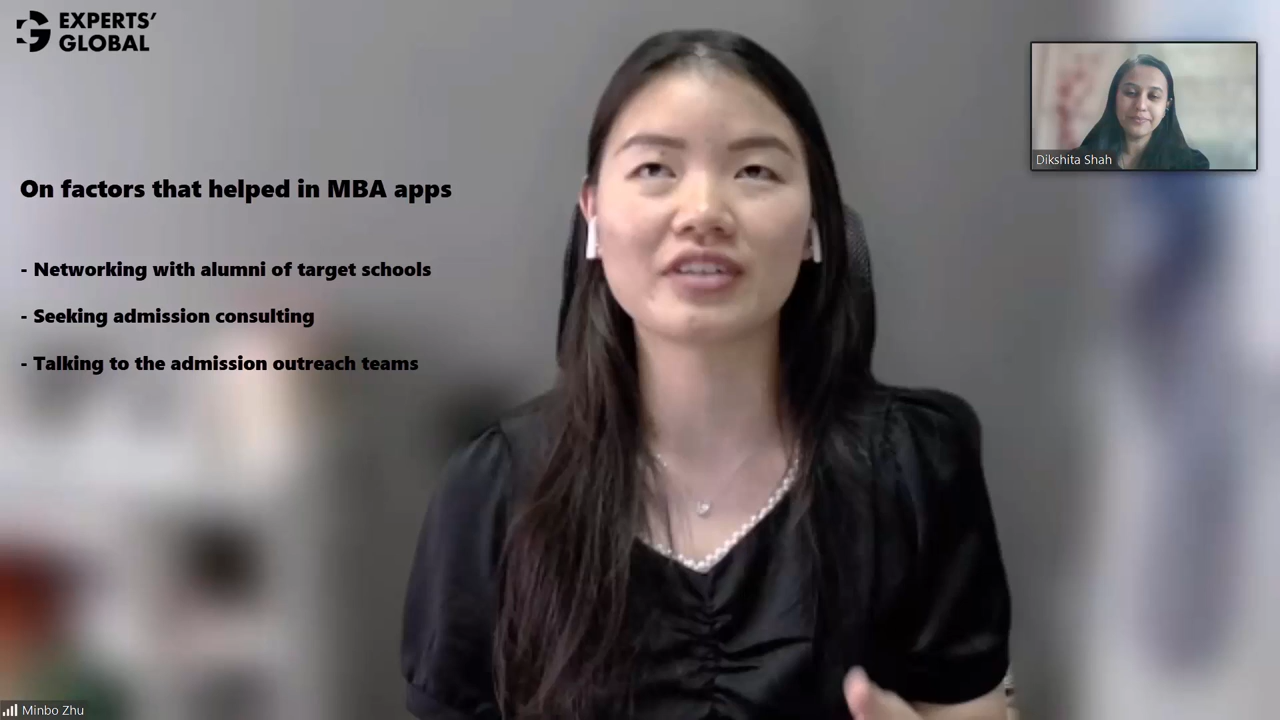 EXPERTS'
GLOBAL
Dikshita Shah
On factors that helped in MBA apps
- Networking with alumni of target schools
- Seeking admission consulting
- Talking to the admission outreach teams
Minbo Zhu